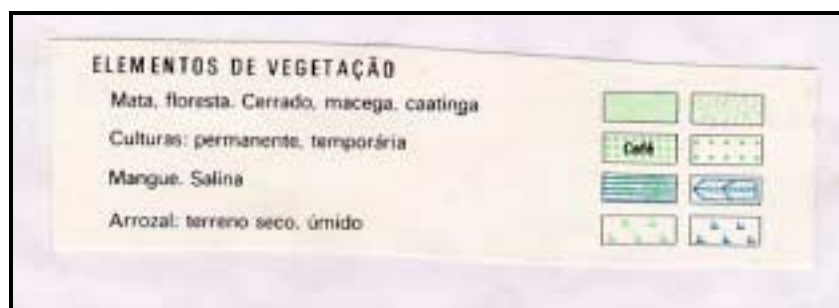 ELEMENTOS DE VEGETAÇÃO
Mata, floresta. Cerrado, macega, caatinga
Culturas: permanente, temporária
Café
Mangue. Salina
Arrozal: terreno seco, úmido